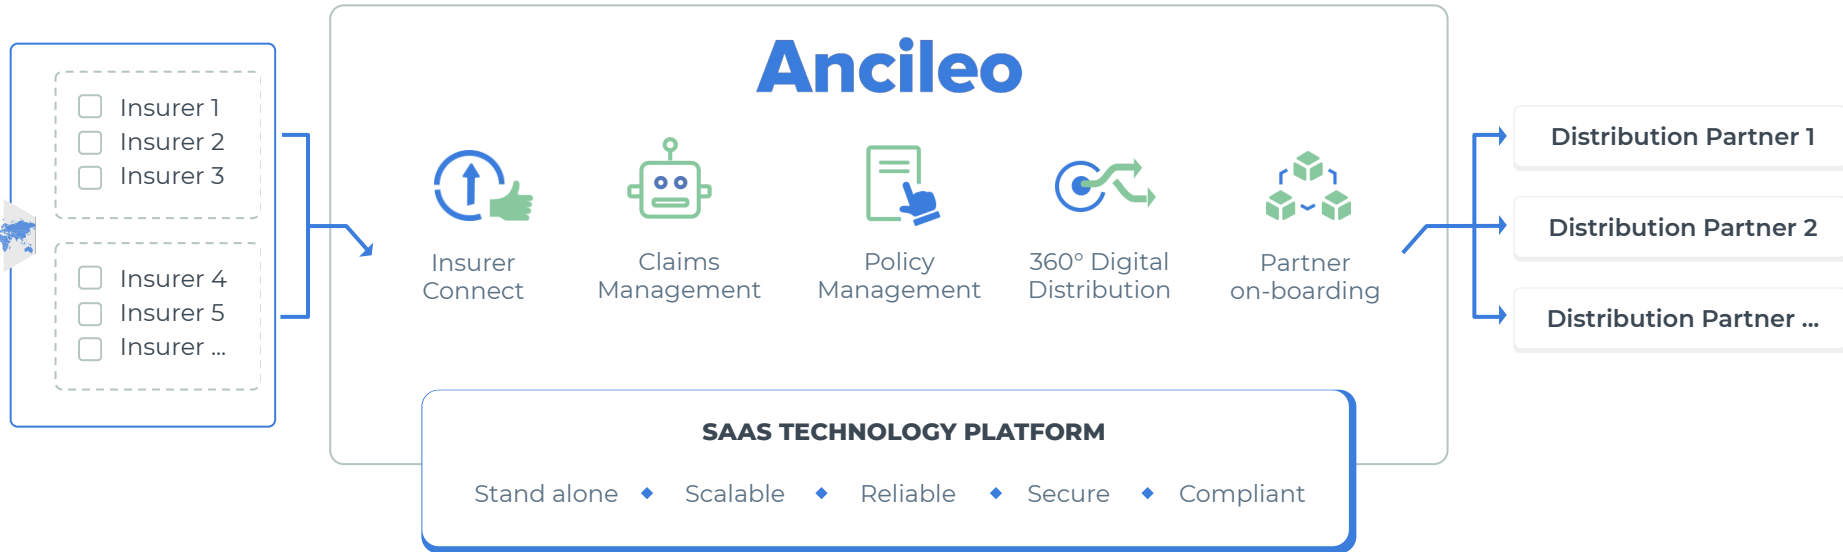 Insurer 1
Insurer 2
Insurer 3
Insurer 4
Insurer 5
Insurer ...
Ancileo
Insurer
Connect
Claims
Management
Policy
Management
360° Digital
Distribution
Partner
on-boarding
SAAS TECHNOLOGY PLATFORM
Stand alone ◆ Scalable ◆ Reliable ◆ Secure ◆ Compliant
Distribution Partner 1
Distribution Partner 2
Distribution Partner ...